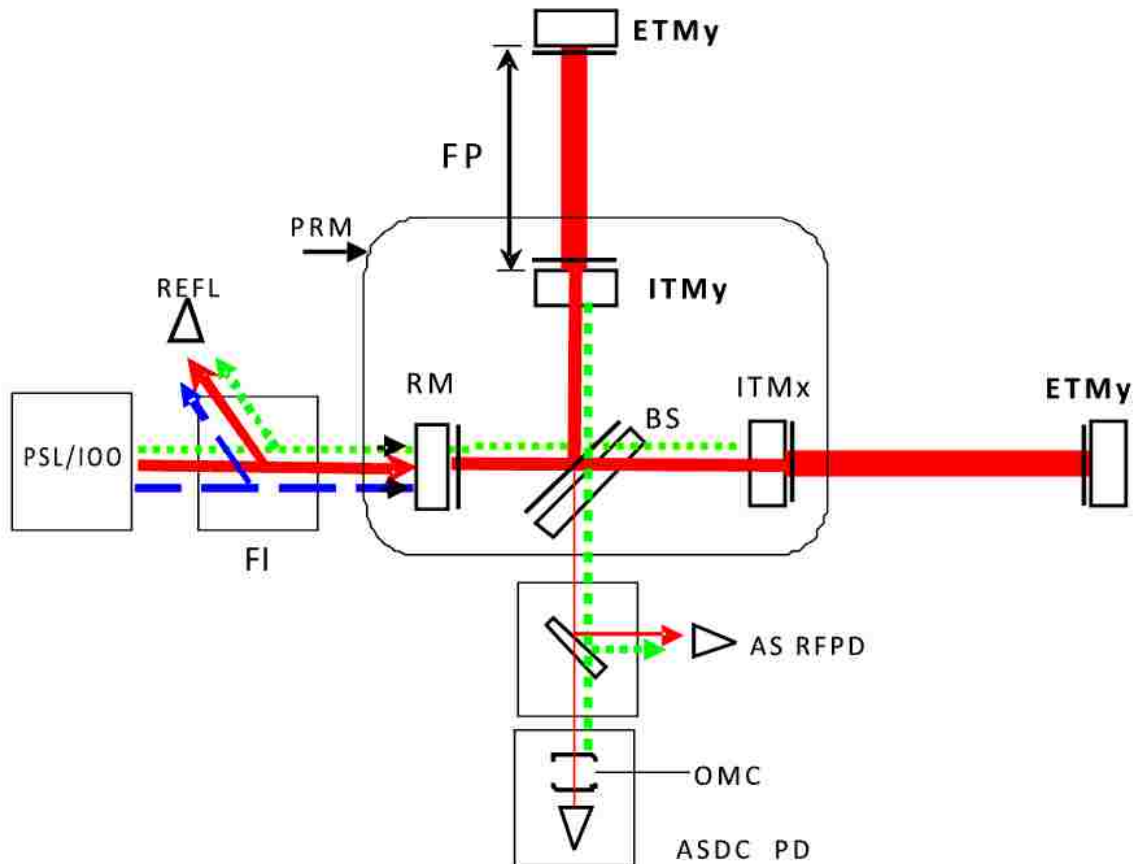 ETMy
FP
PRM
ITMy
REFL
RM
ITMx
ETMy
BS
PSL/IOO
FI
AS RFPD
OMC
ASDC PD